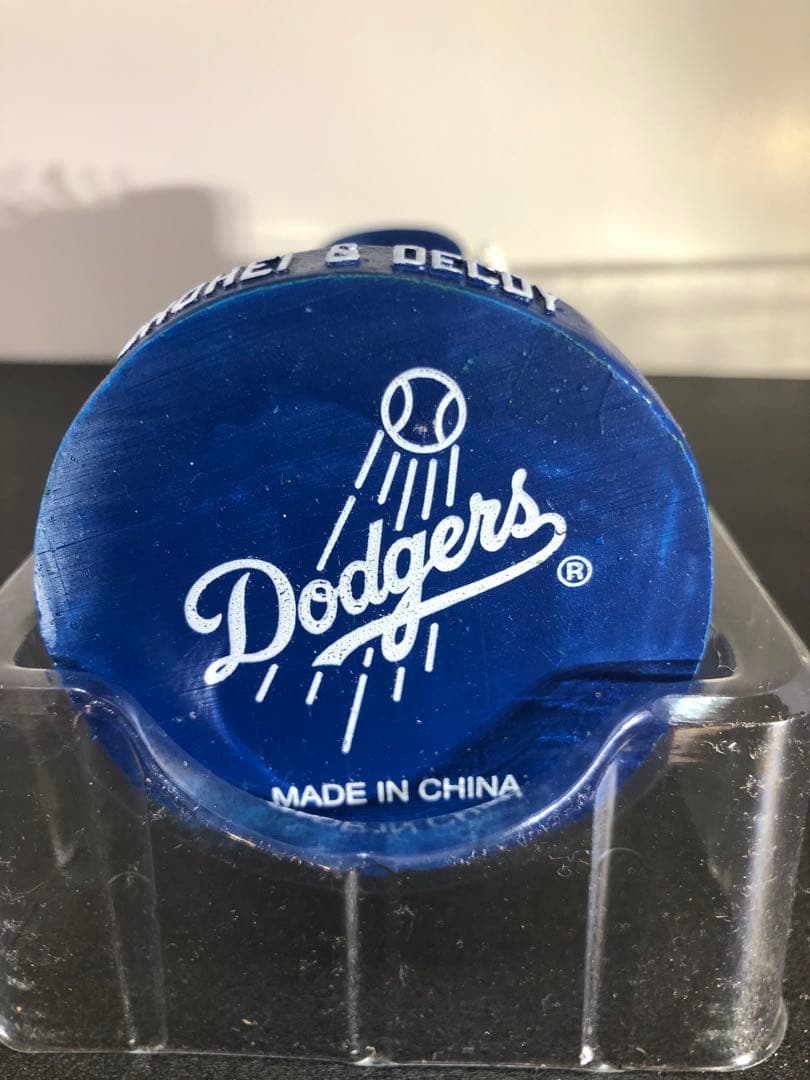 & DECOY
Dodgers
®
MADE IN CHINA